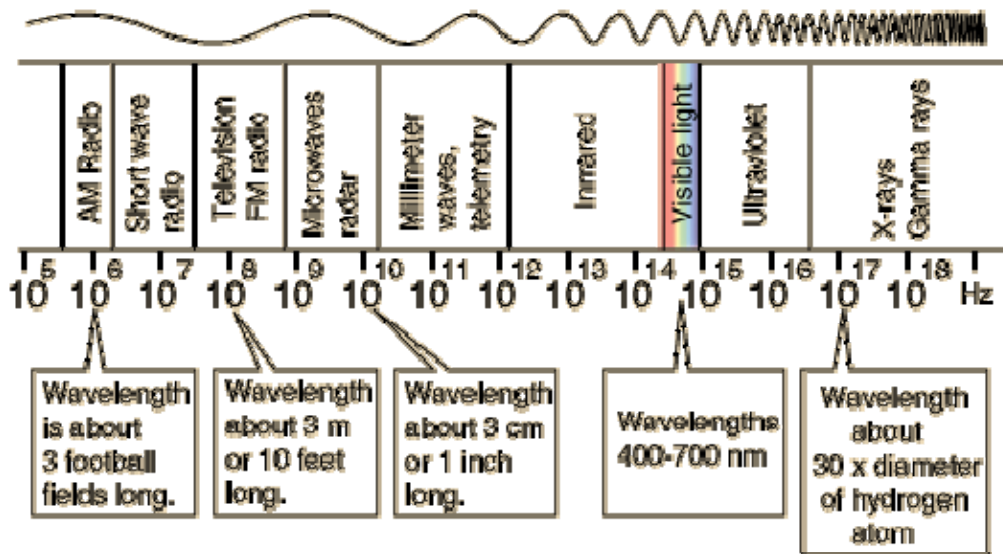 AM Radio
Short wave
radio
Television
FM radio
Microwaves
radar
Millimeter
waves,
telemetry
Inmared
Visible light
Ultraviolet
X-rays
Gamma rays
10^5 10^6 10^7 10^8 10^9 10^10 10^11 10^12 10^13 10^14 10^15 10^16 10^17 10^18 Hz
Wavelength
is about
3 football
fields long.
Wavelength
about 3 m
or 10 feet
long.
Wavelength
about 3 cm
or 1 inch
long.
Wavelengths
400-700 nm
Wavelength
about
30 x diameter
of hydrogen
atom